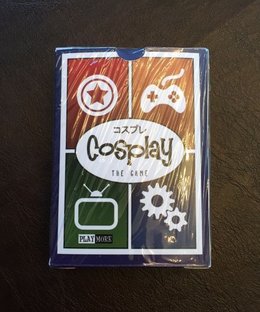 コスプレ
Cosplay
THE GAME
PLAY MORE